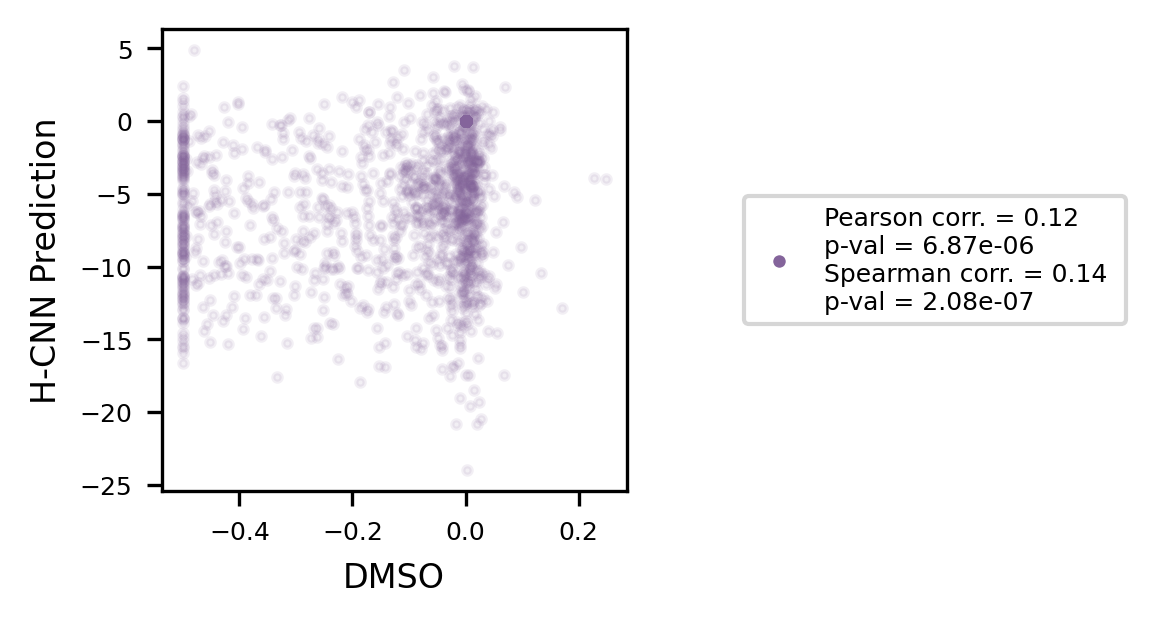 5
0
−5
−10
−15
−20
−25
H-CNN Prediction
−0.4
−0.2
0.0
0.2
DMSO
Pearson corr. = 0.12
p-val = 6.87e-06
Spearman corr. = 0.14
p-val = 2.08e-07